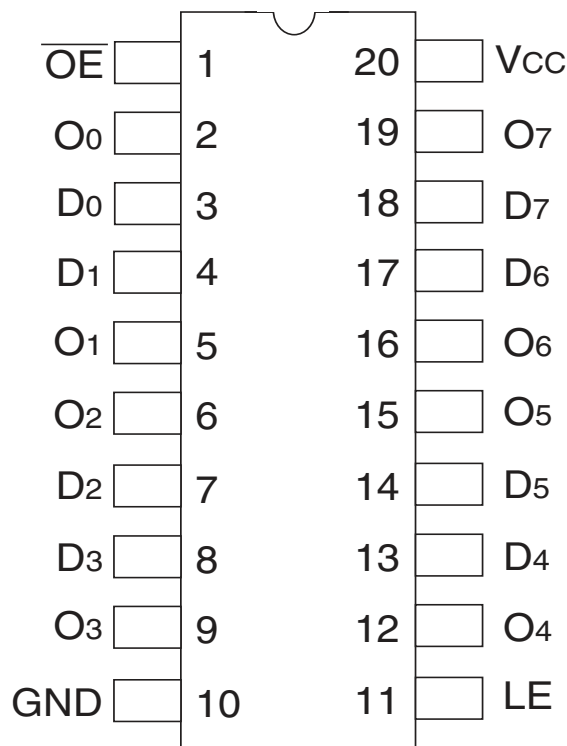 OE 1 20 VCC
O0 2 19 O7
D0 3 18 D7
D1 4 17 D6
O1 5 16 O6
O2 6 15 O5
D2 7 14 D5
D3 8 13 D4
O3 9 12 O4
GND 10 11 LE